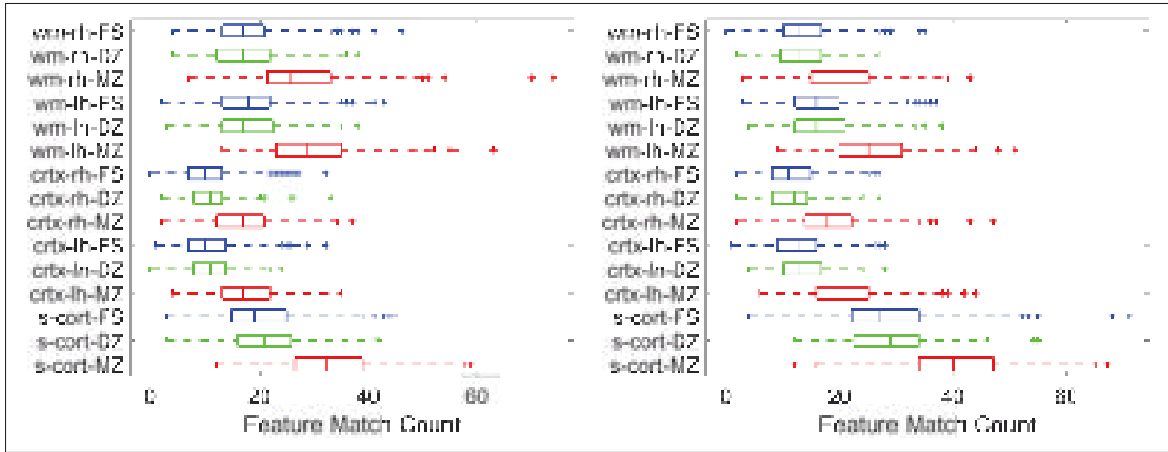 wm-rh-FS
wm-rh-DZ
wm-rh-MZ
wm-lh-FS
wm-lh-DZ
wm-lh-MZ
crtx-rh-FS
crtx-rh-DZ
crtx-rh-MZ
crtx-lh-FS
crtx-lh-DZ
crtx-lh-MZ
s-cort-FS
s-cort-DZ
s-cort-MZ
0 20 40 60
Feature Match Count
wm-rh-FS
wm-rh-DZ
wm-rh-MZ
wm-lh-FS
wm-lh-DZ
wm-lh-MZ
crtx-rh-FS
crtx-rh-DZ
crtx-rh-MZ
crtx-lh-FS
crtx-lh-DZ
crtx-lh-MZ
s-cort-FS
s-cort-DZ
s-cort-MZ
0 20 40 60
Feature Match Count